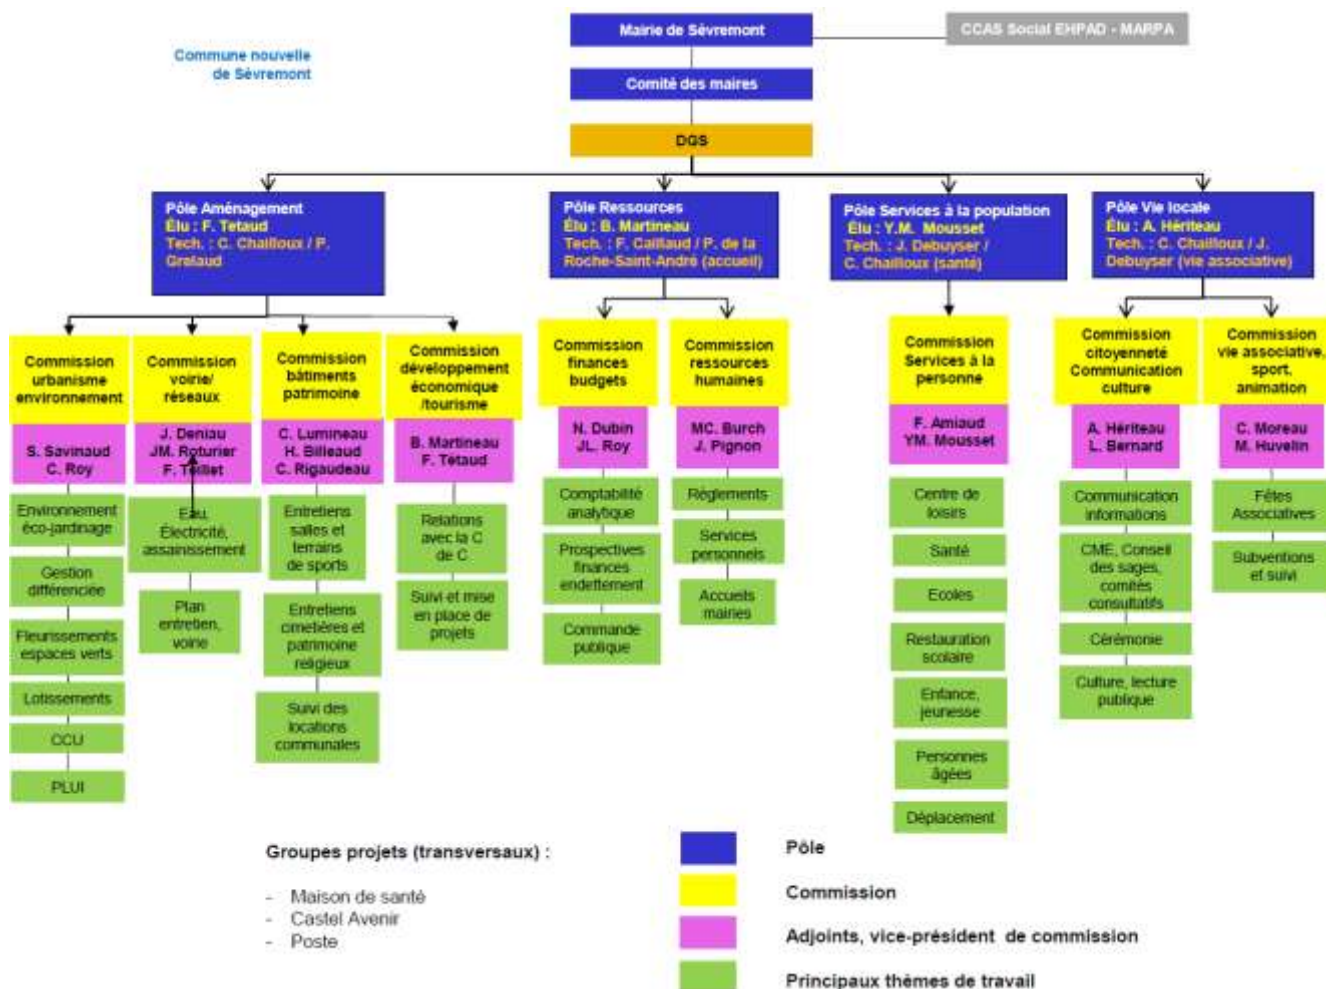 Mairie de Sèvremont
CCAS Social EHPAD - MARPA
Commune nouvelle
de Sèvremont
Comité des maires
DGS
Pôle Aménagement
Élu : F. Tetaud
Tech. : C. Chailloux / P.
Grelaud
Pôle Ressources
Élu : B. Martineau
Tech. : F. Caillaud / P. de la
Roche-Saint-André (accueil)
Pôle Services à la population
Élu : Y.M. Mousset
Tech. : J. Debuyser /
C. Chailloux (santé)
Pôle Vie locale
Élu : A. Hériteau
Tech. : C. Chailloux / J.
Debuyser (vie associative)
Commission
urbanisme
environnement
Commission
voirie/
réseaux
Commission
bâtiments
patrimoine
Commission
développement
économique
/tourisme
Commission
finances
budgets
Commission
ressources
humaines
Commission
Services à la
personne
Commission
citoyenneté
Communication
culture
Commission
vie associative,
sport,
animation
S. Savinaud
C. Roy
J. Deniau
JM. Roturier
F. Teillet
C. Lumineau
H. Billeaud
C. Rigaudeau
B. Martineau
F. Tétaud
N. Dubin
JL. Roy
MC. Burch
J. Pignon
F. Amiaud
YM. Mousset
A. Hériteau
L. Bernard
C. Moreau
M. Huvelin
Environnement
éco-jardinage
Gestion
différenciée
Fleurissements
espaces verts
Lotissements
CCU
PLUI
Eau,
Électricité,
assainissement
Plan
entretien,
voirie
Entretiens
salles et
terrains
de sports
Entretiens
cimetières et
patrimoine
religieux
Suivi des
locations
communales
Relations
avec la C
de C
Suivi et mise
en place de
projets
Comptabilité
analytique
Prospectives
finances
endettement
Commande
publique
Règlements
Services
personnels
Accueils
mairies
Centre de
loisirs
Santé
Ecoles
Restauration
scolaire
Enfance,
jeunesse
Personnes
âgées
Déplacement
Communication
informations
CME, Conseil
des sages,
comités
consultatifs
Cérémonie
Culture, lecture
publique
Fêtes
Associatives
Subventions
et suivi
Groupes projets (transversaux) :
- Maison de santé
- Castel Avenir
- Poste
Pôle
Commission
Adjoints, vice-président de commission
Principaux thèmes de travail